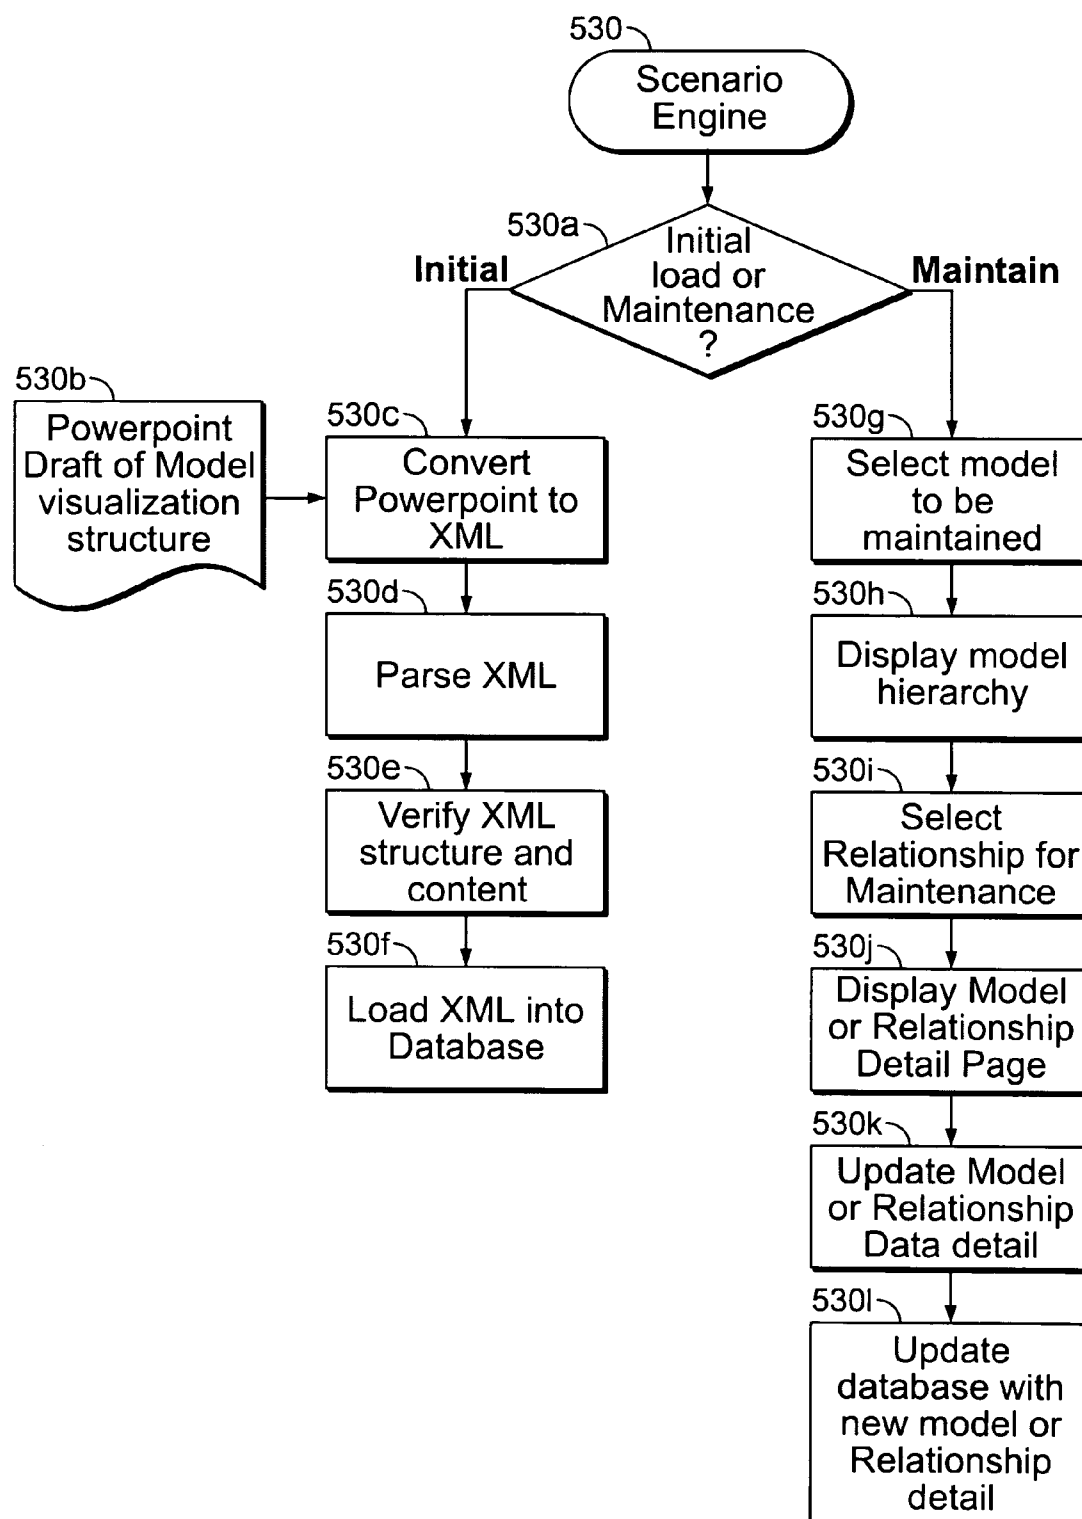 530
Scenario
Engine
530a
Initial
load or
Maintenance
?
Initial
Maintain
530b
Powerpoint
Draft of Model
visualization
structure
530c
Convert
Powerpoint to
XML
530d
Parse XML
530e
Verify XML
structure and
content
530f
Load XML into
Database
530g
Select model
to be
maintained
530h
Display model
hierarchy
530i
Select
Relationship for
Maintenance
530j
Display Model
or Relationship
Detail Page
530k
Update Model
or Relationship
Data detail
530l
Update
database with
new model or
Relationship
detail